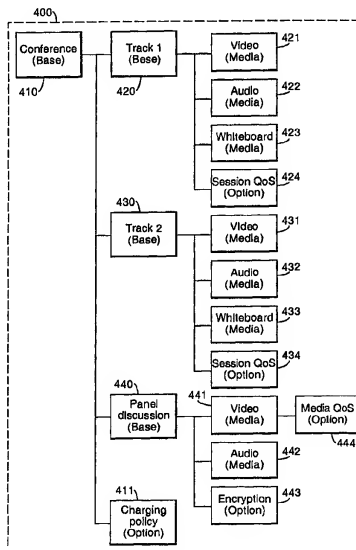 400
Conference
(Base)
410
Track 1
(Bese)
420
Video
(Media)
421
Audio
(Media)
422
Whiteboard
(Media)
423
Session QoS
(Option)
424
430
Track 2
(Base)
Video
(Media)
431
Audio
(Media)
432
Whiteboard
(Media)
433
Session QoS
(Option)
434
440
Panel
discussion
(Base)
441
Video
(Media)
Media QoS
(Option)
444
Audio
(Media)
442
Encryption
(Option)
443
411
Charging
policy
(Option)